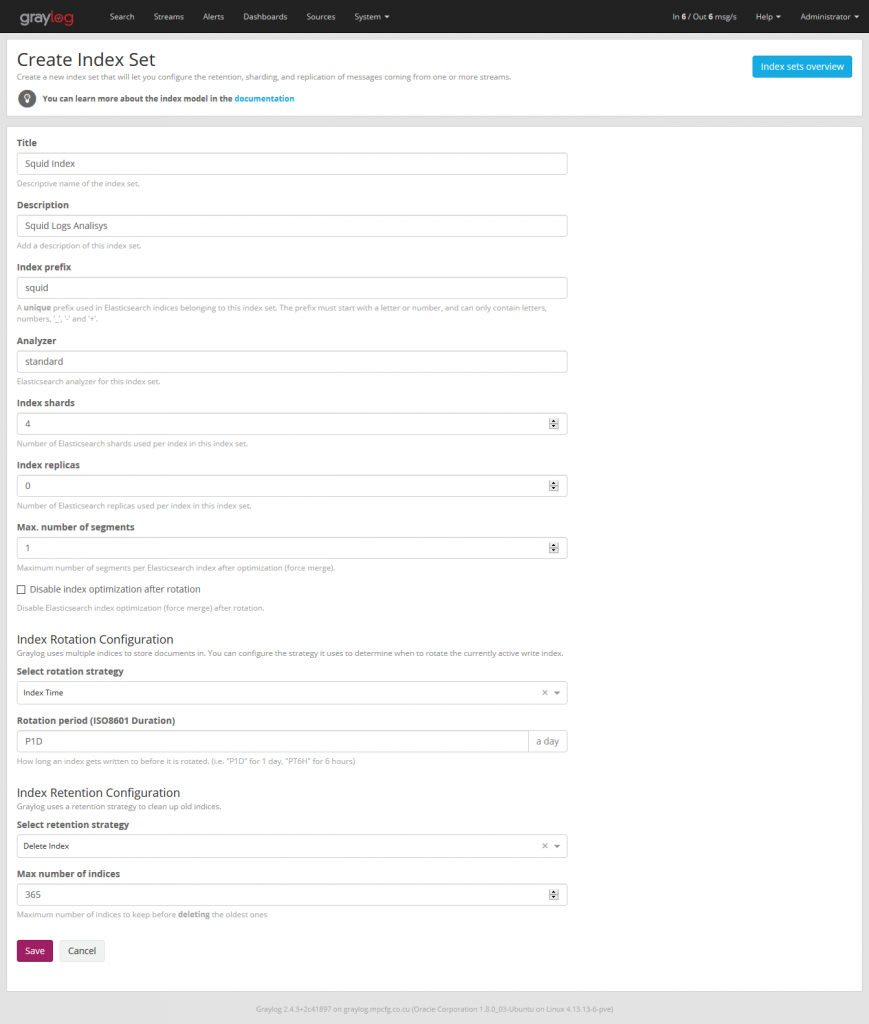 graylog Search Streams Alerts Dashboards Sources System In 6 / Out 6 msg/s Help Administrator
Create Index Set
Create a new index set that will let you configure the retention, sharding, and replication of messages coming from one or more streams.
Index sets overview
You can learn more about the index model in the documentation
Title
Squid Index
Descriptive name of the index set.
Description
Squid Logs Analisys
Add a description of this index set.
Index prefix
squid
A unique prefix used in Elasticsearch indices belonging to this index set. The prefix must start with a letter or number, and can only contain letters,
numbers, '_', '-' and '+'.
Analyzer
standard
Elasticsearch analyzer for this index set.
Index shards
4
Number of Elasticsearch shards used per index in this index set.
Index replicas
0
Number of Elasticsearch replicas used per index in this index set.
Max. number of segments
1
Maximum number of segments per Elasticsearch index after optimization (force merge).
Disable index optimization after rotation
Disable Elasticsearch index optimization (force merge) after rotation.
Index Rotation Configuration
Graylog uses multiple indices to store documents in. You can configure the strategy it uses to determine when to rotate the currently active write index.
Select rotation strategy
Index Time ×
Rotation period (ISO8601 Duration)
P1D a day
How long an index gets written to before it is rotated. (i.e. "P1D" for 1 day, "PT6H" for 6 hours)
Index Retention Configuration
Graylog uses a retention strategy to clean up old indices.
Select retention strategy
Delete Index ×
Max number of indices
365
Maximum number of indices to keep before deleting the oldest ones
Save Cancel
Graylog 2.4.3+2c41897 on graylog.mpcfg.co.cu (Oracle Corporation 1.8.0_03-Ubuntu on Linux 4.13.13-6-pve)